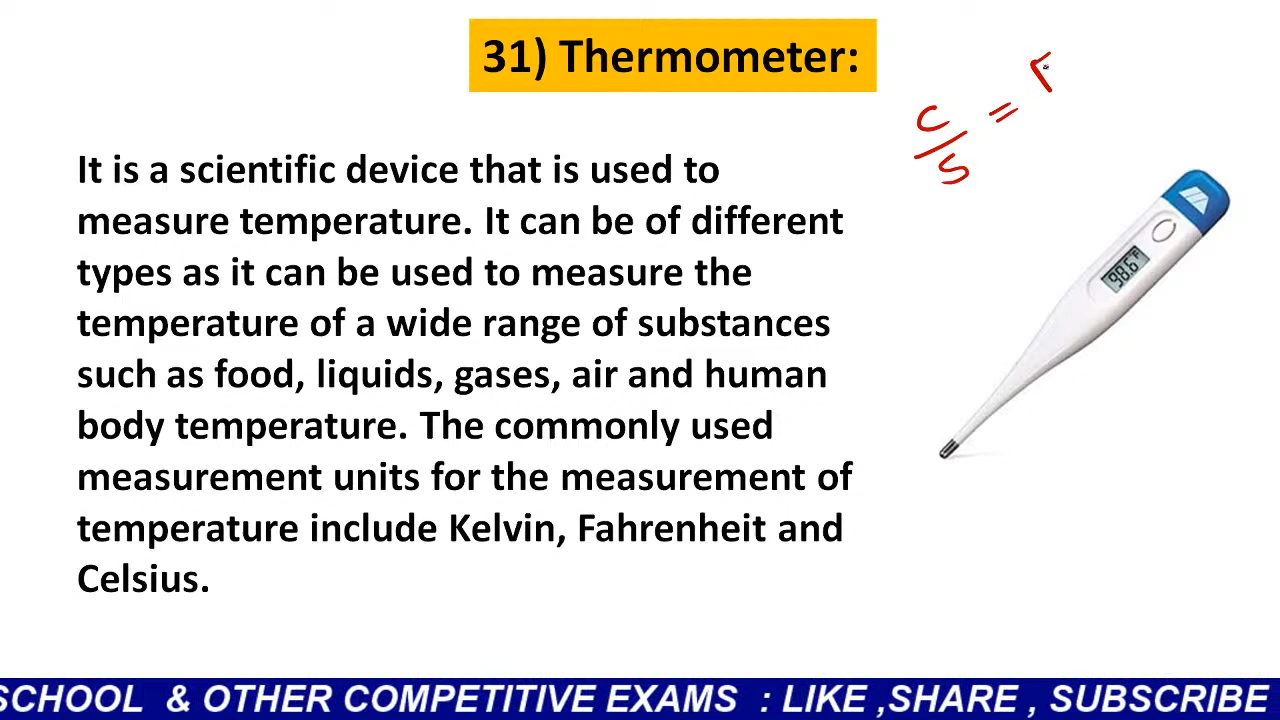 31) Thermometer:
C/5 = F
It is a scientific device that is used to
measure temperature. It can be of different
types as it can be used to measure the
temperature of a wide range of substances
such as food, liquids, gases, air and human
body temperature. The commonly used
measurement units for the measurement of
temperature include Kelvin, Fahrenheit and
Celsius.
98.6°F
SCHOOL & OTHER COMPETITIVE EXAMS : LIKE ,SHARE , SUBSCRIBE